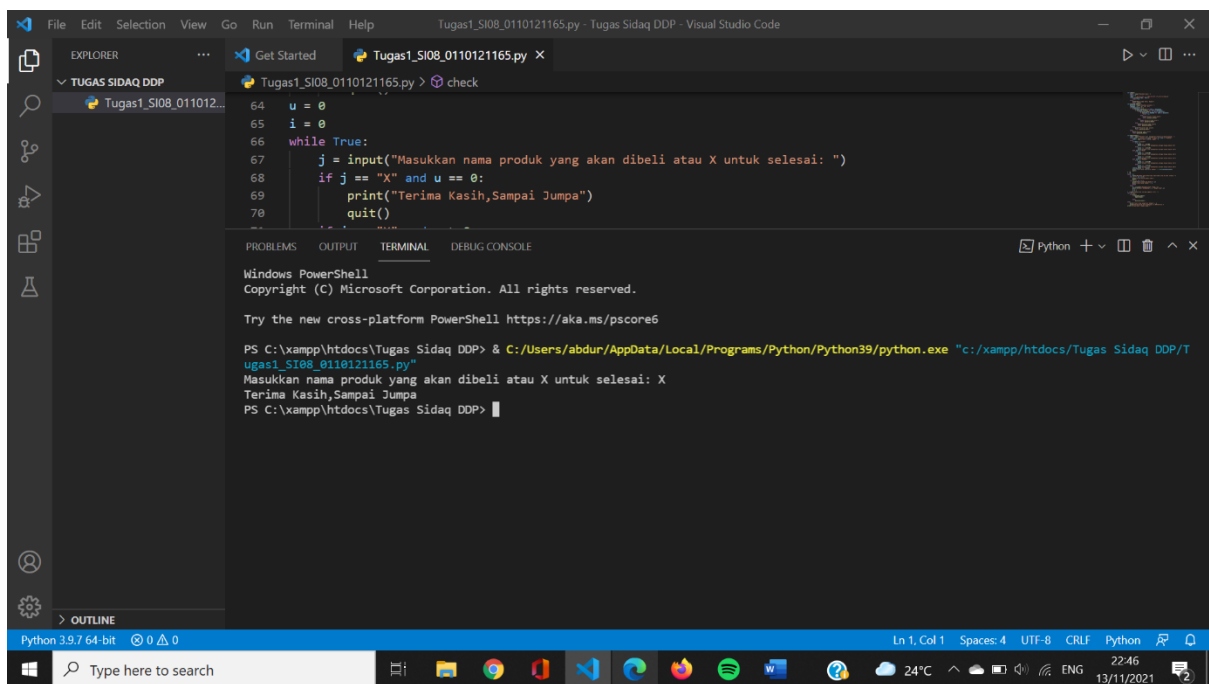 File Edit Selection View Go Run Terminal Help Tugas1_SI08_0110121165.py - Tugas Sidaq DDP - Visual Studio Code
EXPLORER ...
Get Started Tugas1_SI08_0110121165.py
TUGAS SIDAQ DDP
Tugas1_SI08_011012...
Tugas1_SI08_0110121165.py > check
64 u = 0
65 i = 0
66 while True:
67 j = input("Masukkan nama produk yang akan dibeli atau X untuk selesai: ")
68 if j == "X" and u == 0:
69 print("Terima Kasih,Sampai Jumpa")
70 quit()
PROBLEMS OUTPUT TERMINAL DEBUG CONSOLE Python
Windows PowerShell
Copyright (C) Microsoft Corporation. All rights reserved.
Try the new cross-platform PowerShell https://aka.ms/pscore6
PS C:\xampp\htdocs\Tugas Sidaq DDP> & C:/Users/abdur/AppData/Local/Programs/Python/Python39/python.exe "c:/xampp/htdocs/Tugas Sidaq DDP/T
ugas1_SI08_0110121165.py"
Masukkan nama produk yang akan dibeli atau X untuk selesai: X
Terima Kasih,Sampai Jumpa
PS C:\xampp\htdocs\Tugas Sidaq DDP>
> OUTLINE
Python 3.9.7 64-bit 0 0 Ln 1, Col 1 Spaces: 4 UTF-8 CRLF Python
Type here to search 24°C ENG 22:46
13/11/2021 2